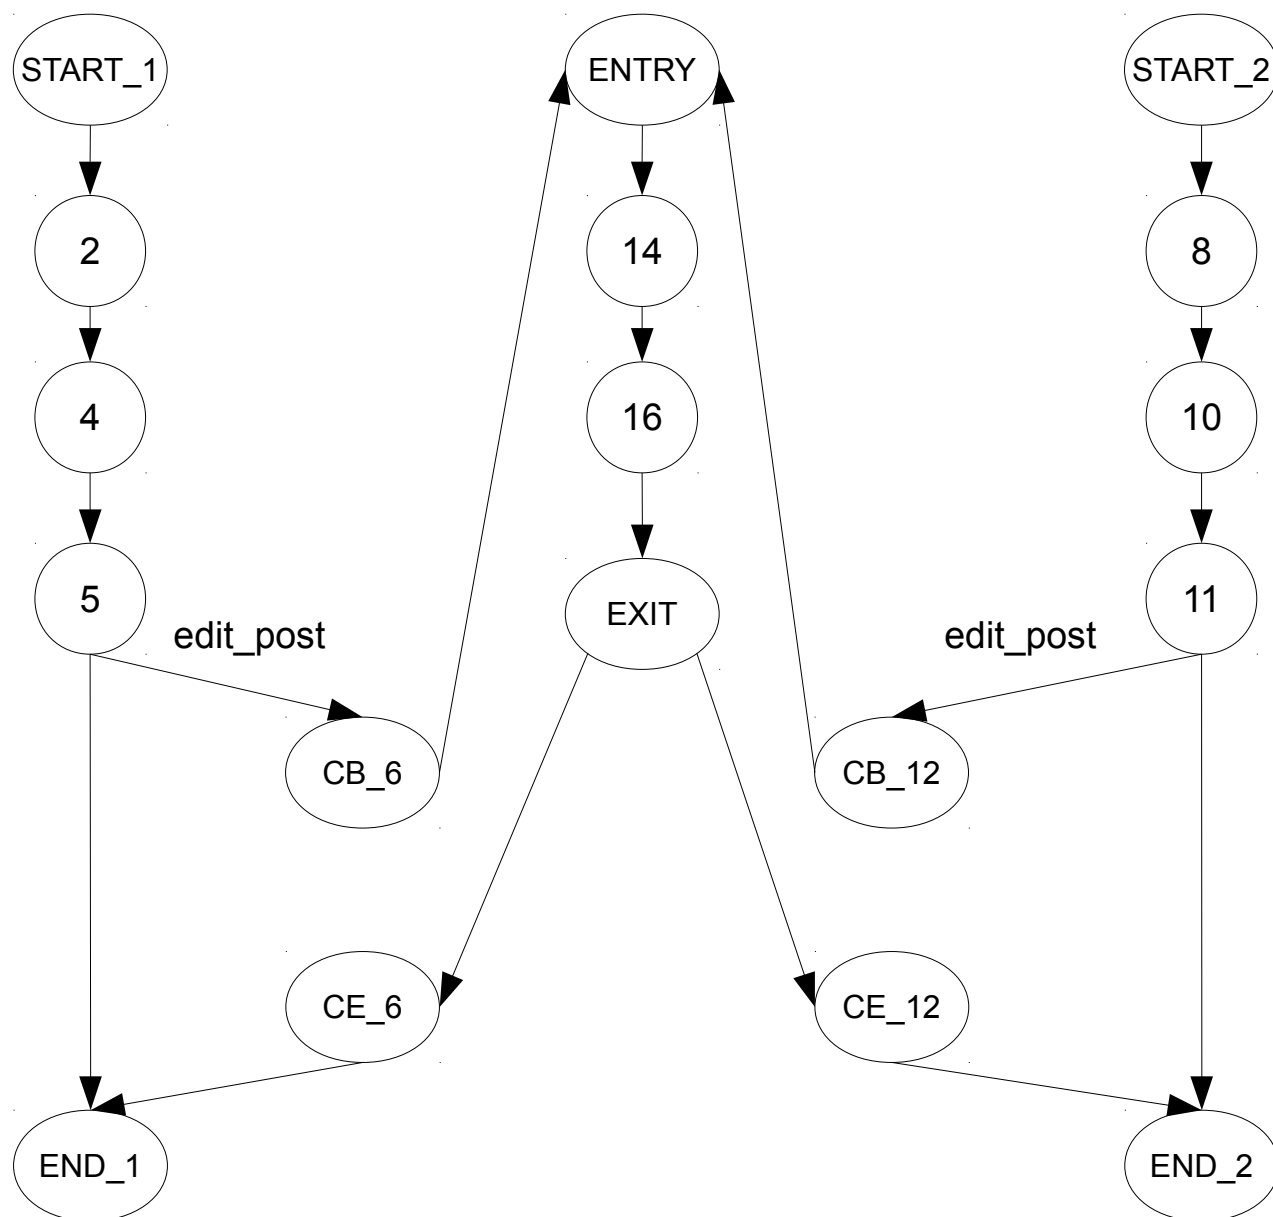 START_1 ENTRY START_2
2 14 8
4 16 10
5 EXIT 11
edit_post edit_post
CB_6 CB_12
CE_6 CE_12
END_1 END_2